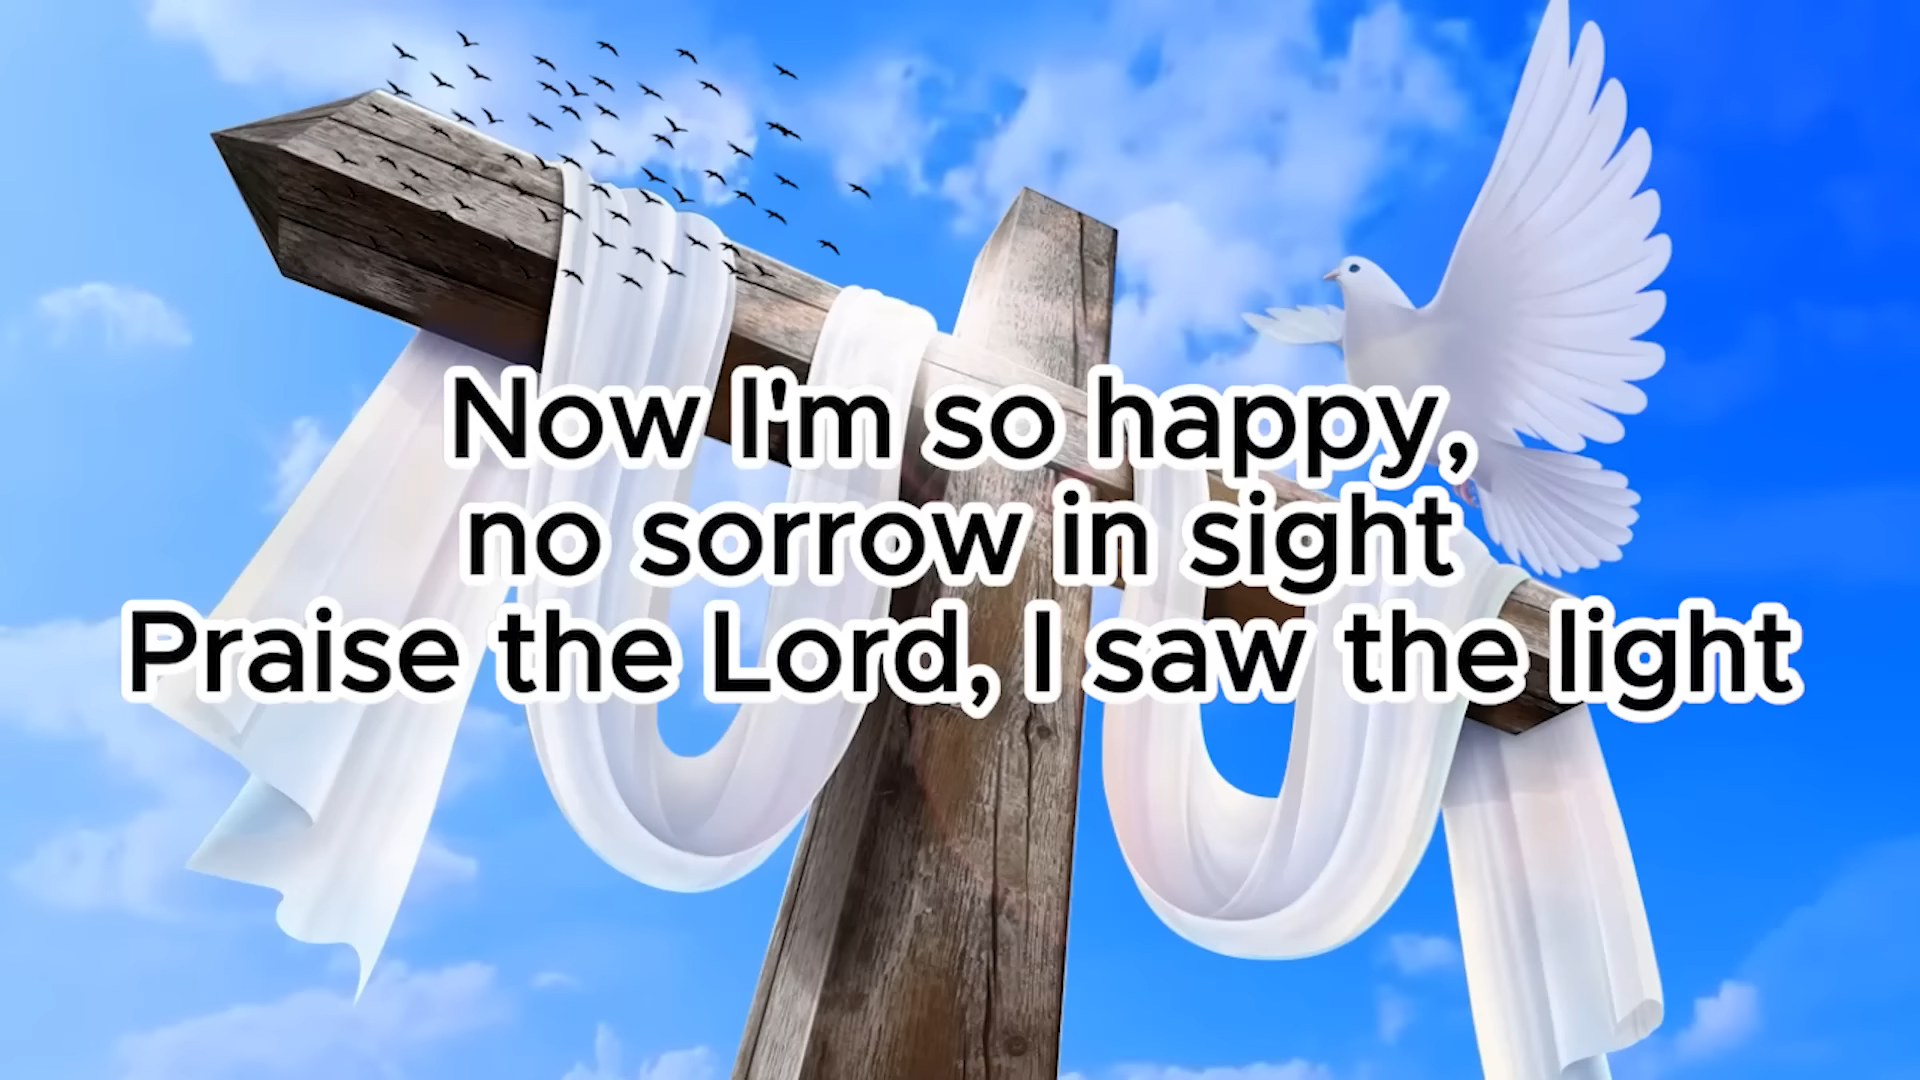 Now I'm so happy,
no sorrow in sight
Praise the Lord, I saw the light